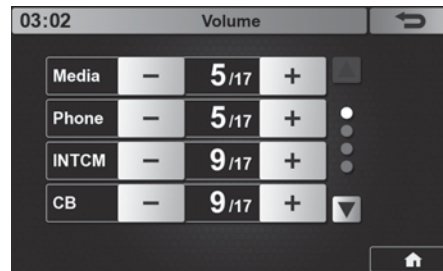 03:02 Volume
Media − 5/17 +
Phone − 5/17 +
INTCM − 9/17 +
CB − 9/17 +